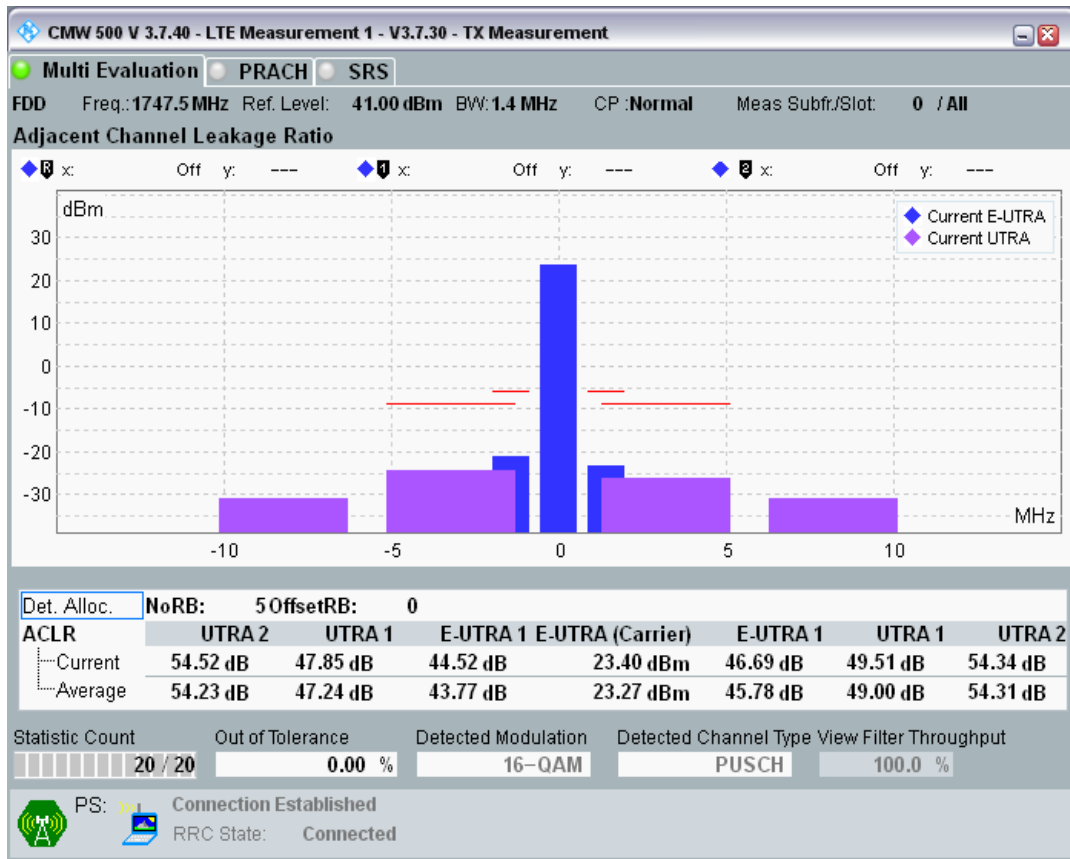 CMW 500 V 3.7.40 - LTE Measurement 1 - V3.7.30 - TX Measurement
Multi Evaluation PRACH SRS
FDD Freq.: 1747.5 MHz Ref. Level: 41.00 dBm BW: 1.4 MHz CP :Normal Meas Subfr./Slot: 0 / All
Adjacent Channel Leakage Ratio
R x: Off y: --- 1 x: Off y: --- 2 x: Off y: ---
dBm
Current E-UTRA
Current UTRA
30
20
10
0
-10
-20
-30
MHz
-10 -5 0 5 10
Det. Alloc. NoRB: 5 OffsetRB: 0
ACLR UTRA 2 UTRA 1 E-UTRA 1 E-UTRA (Carrier) E-UTRA 1 UTRA 1 UTRA 2
Current 54.52 dB 47.85 dB 44.52 dB 23.40 dBm 46.69 dB 49.51 dB 54.34 dB
Average 54.23 dB 47.24 dB 43.77 dB 23.27 dBm 45.78 dB 49.00 dB 54.31 dB
Statistic Count Out of Tolerance Detected Modulation Detected Channel Type View Filter Throughput
20 / 20 0.00 % 16-QAM PUSCH 100.0 %
PS: Connection Established
RRC State: Connected